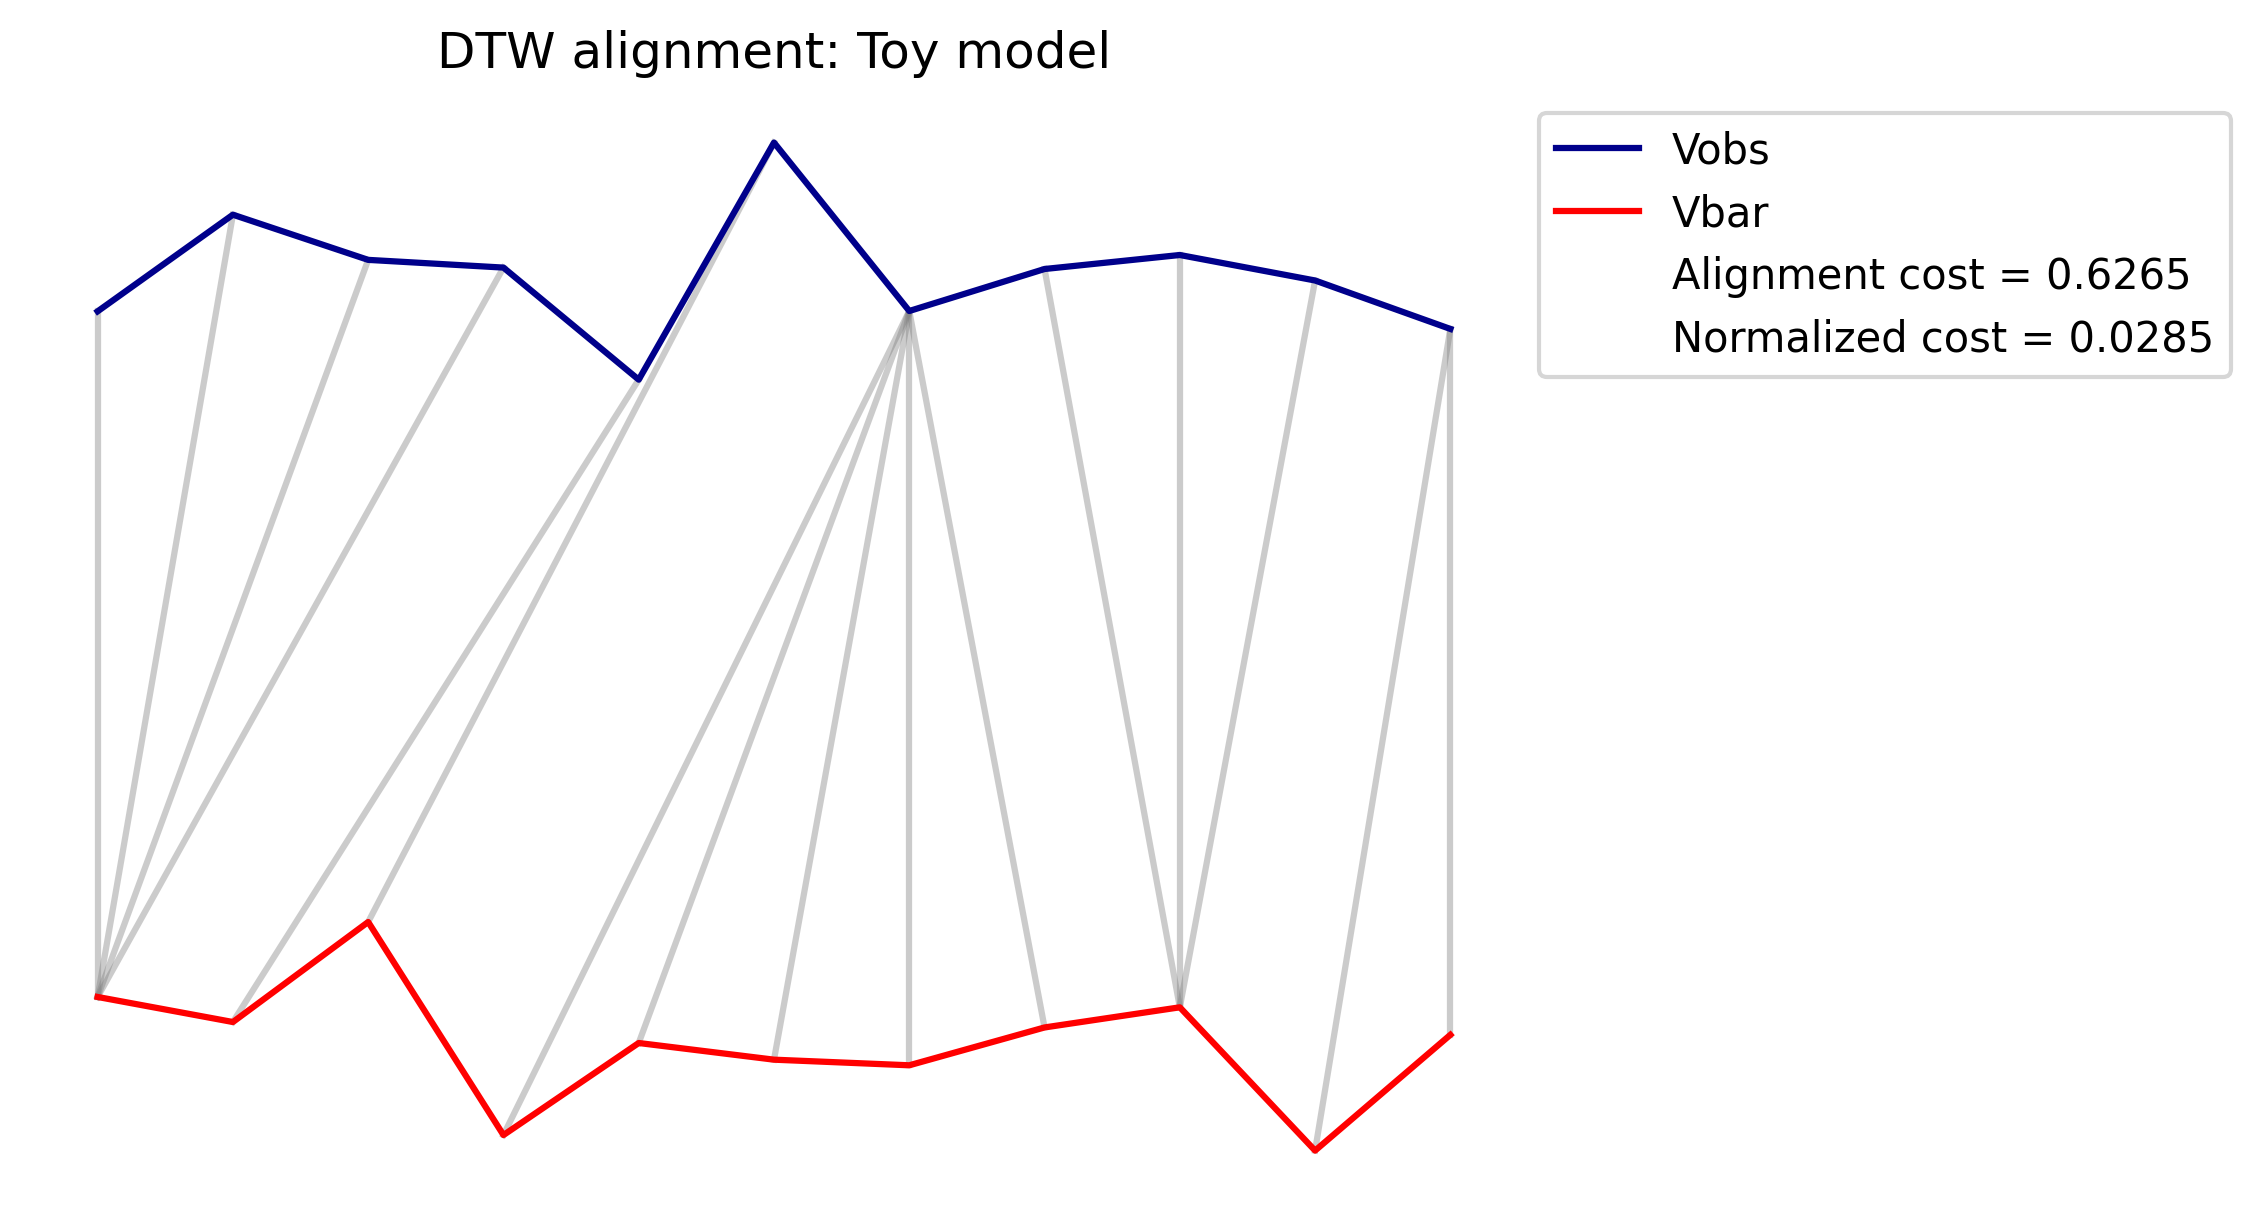 DTW alignment: Toy model
Vobs
Vbar
Alignment cost = 0.6265
Normalized cost = 0.0285